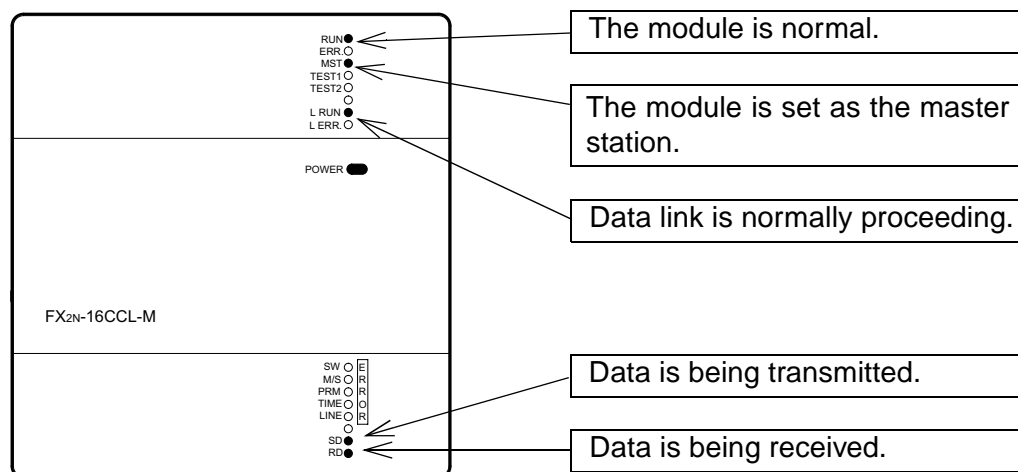 RUN
ERR.
MST
TEST1
TEST2
L RUN
L ERR.
POWER
FX2N-16CCL-M
SW
M/S
PRM
TIME
LINE
ERROR
SD
RD
The module is normal.
The module is set as the master
station.
Data link is normally proceeding.
Data is being transmitted.
Data is being received.